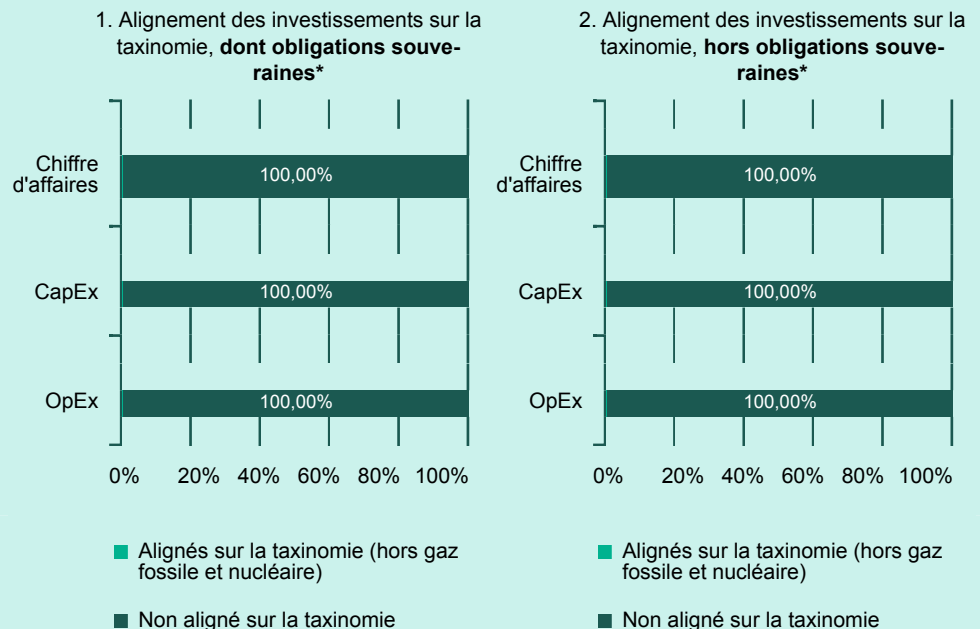 1. Alignement des investissements sur la
taxinomie, dont obligations souve-
raines*
Chiffre
d'affaires
100,00%
CapEx
100,00%
OpEx
100,00%
0% 20% 40% 60% 80% 100%
Alignés sur la taxinomie (hors gaz
fossile et nucléaire)
Non aligné sur la taxinomie
2. Alignement des investissements sur la
taxinomie, hors obligations souve-
raines*
Chiffre
d'affaires
100,00%
CapEx
100,00%
OpEx
100,00%
0% 20% 40% 60% 80% 100%
Alignés sur la taxinomie (hors gaz
fossile et nucléaire)
Non aligné sur la taxinomie